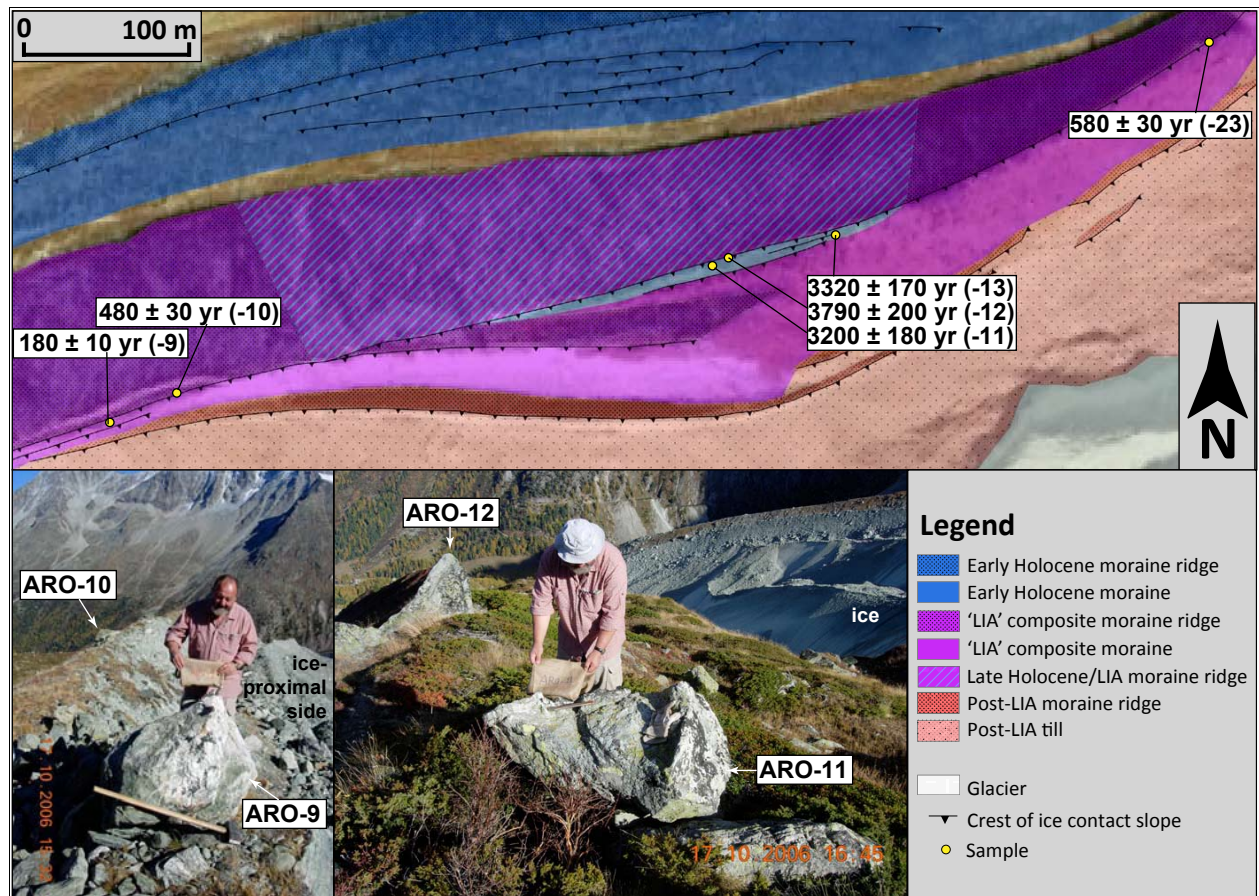 0 100 m
580 ± 30 yr (-23)
3320 ± 170 yr (-13)
3790 ± 200 yr (-12)
3200 ± 180 yr (-11)
480 ± 30 yr (-10)
180 ± 10 yr (-9)
N
ARO-10
ice-
proximal
side
ARO-9
ARO-12
ice
ARO-11
17 10 2006 16 45
Legend
Early Holocene moraine ridge
Early Holocene moraine
‘LIA’ composite moraine ridge
‘LIA’ composite moraine
Late Holocene/LIA moraine ridge
Post-LIA moraine ridge
Post-LIA till
Glacier
Crest of ice contact slope
Sample